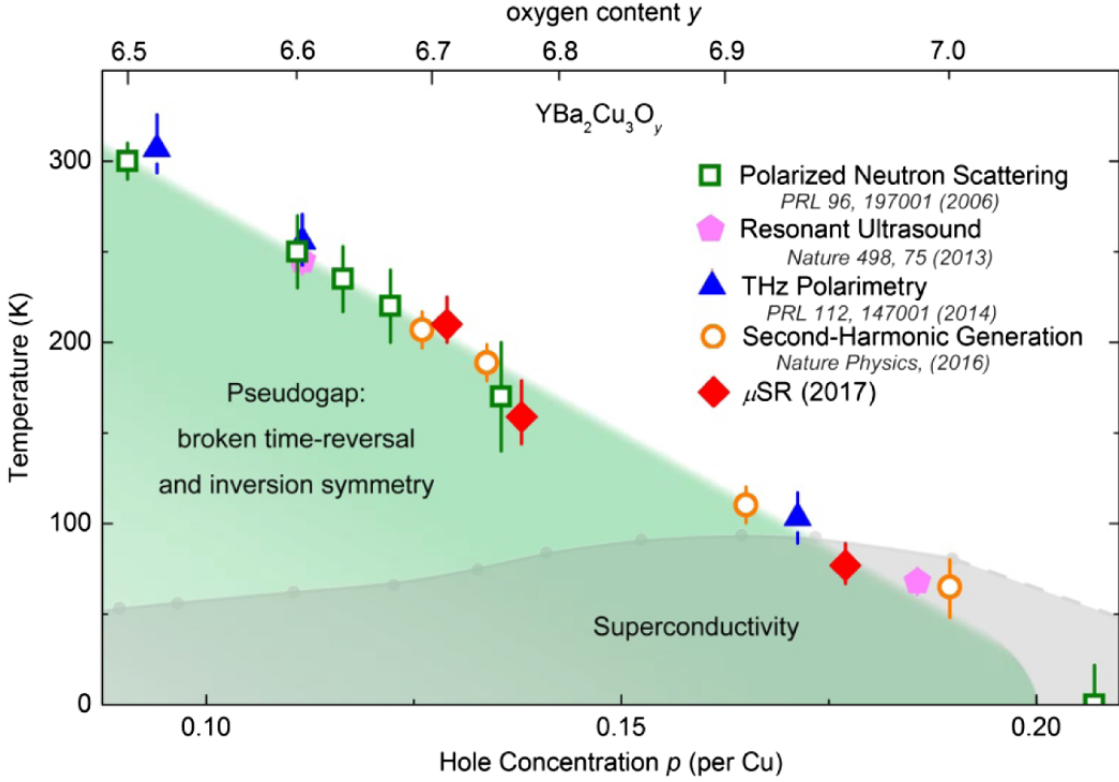 oxygen content y
6.5 6.6 6.7 6.8 6.9 7.0
YBa₂Cu₃Oy
300
200
100
0
Temperature (K)
Polarized Neutron Scattering
PRL 96, 197001 (2006)
Resonant Ultrasound
Nature 498, 75 (2013)
THz Polarimetry
PRL 112, 147001 (2014)
Second-Harmonic Generation
Nature Physics, (2016)
μSR (2017)
Pseudogap:
broken time-reversal
and inversion symmetry
Superconductivity
0.10 0.15 0.20
Hole Concentration p (per Cu)